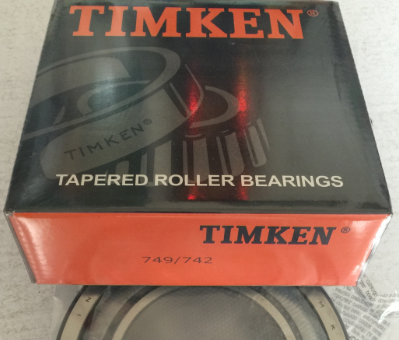 TIMKEN®
TIMKEN®
TAPERED ROLLER BEARINGS
TIMKEN®
749/742